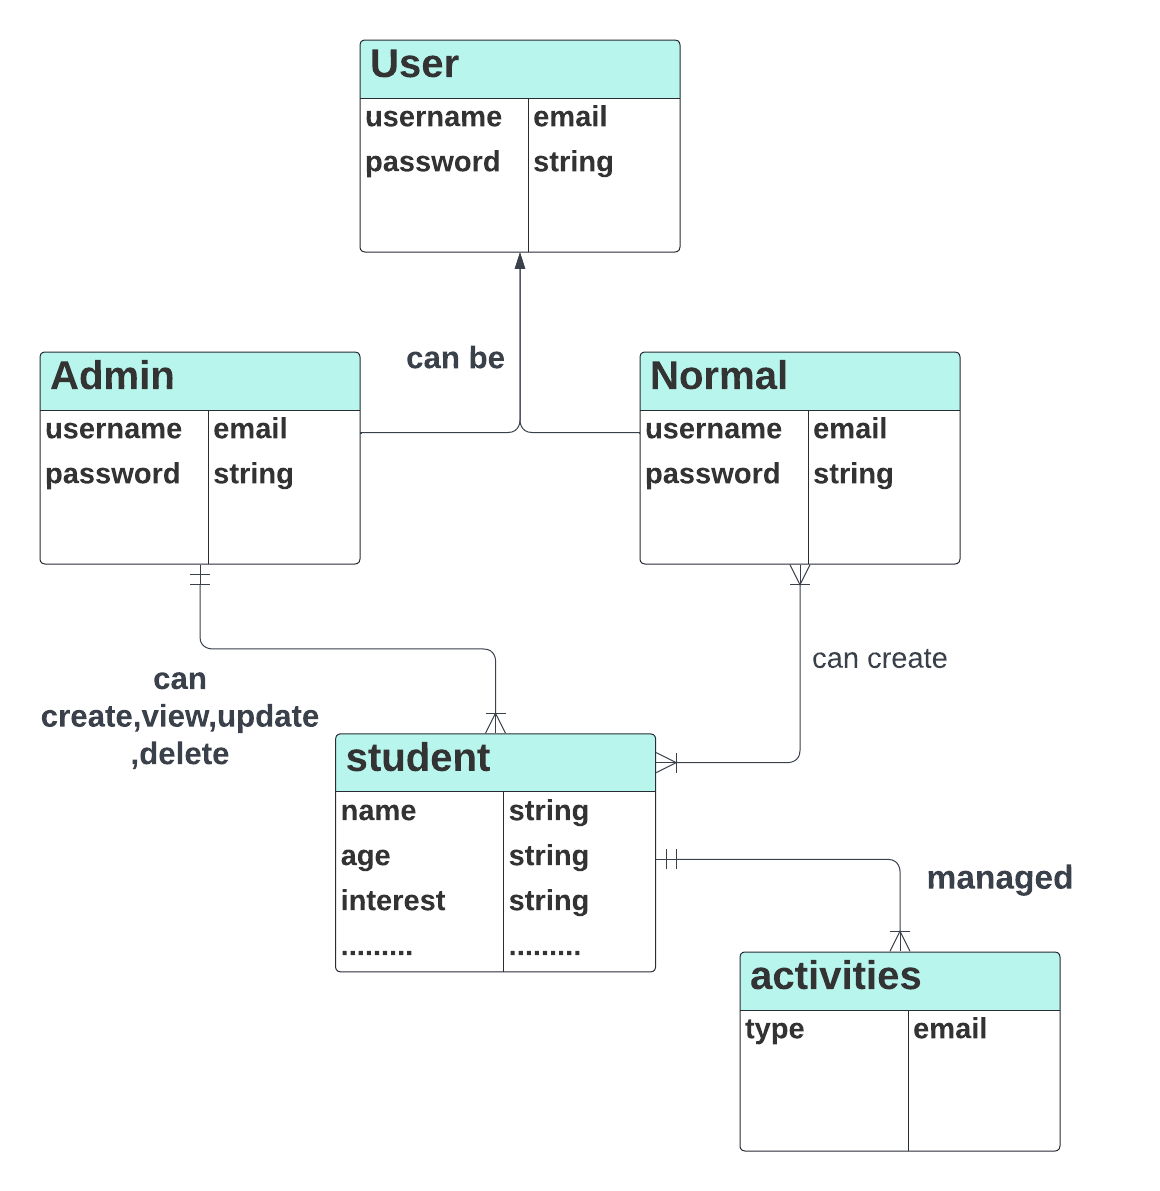 User
username email
password string
can be
Admin
username email
password string
Normal
username email
password string
can
create,view,update
,delete
can create
student
name string
age string
interest string
......... .........
managed
activities
type email